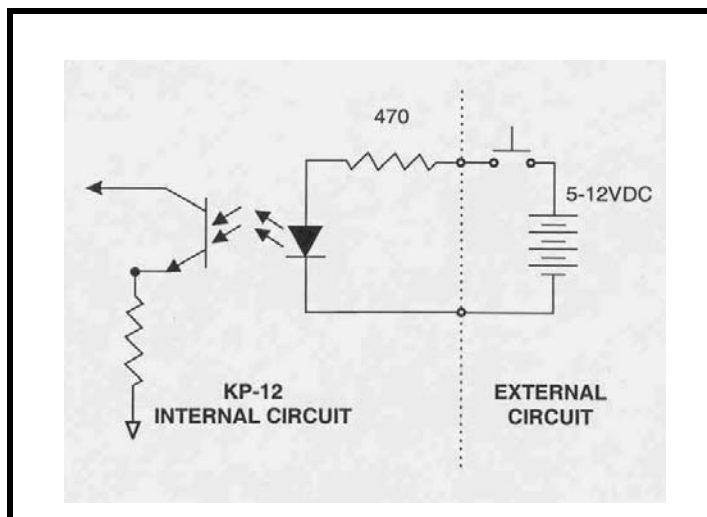 470
5-12VDC
KP-12
INTERNAL CIRCUIT
EXTERNAL
CIRCUIT